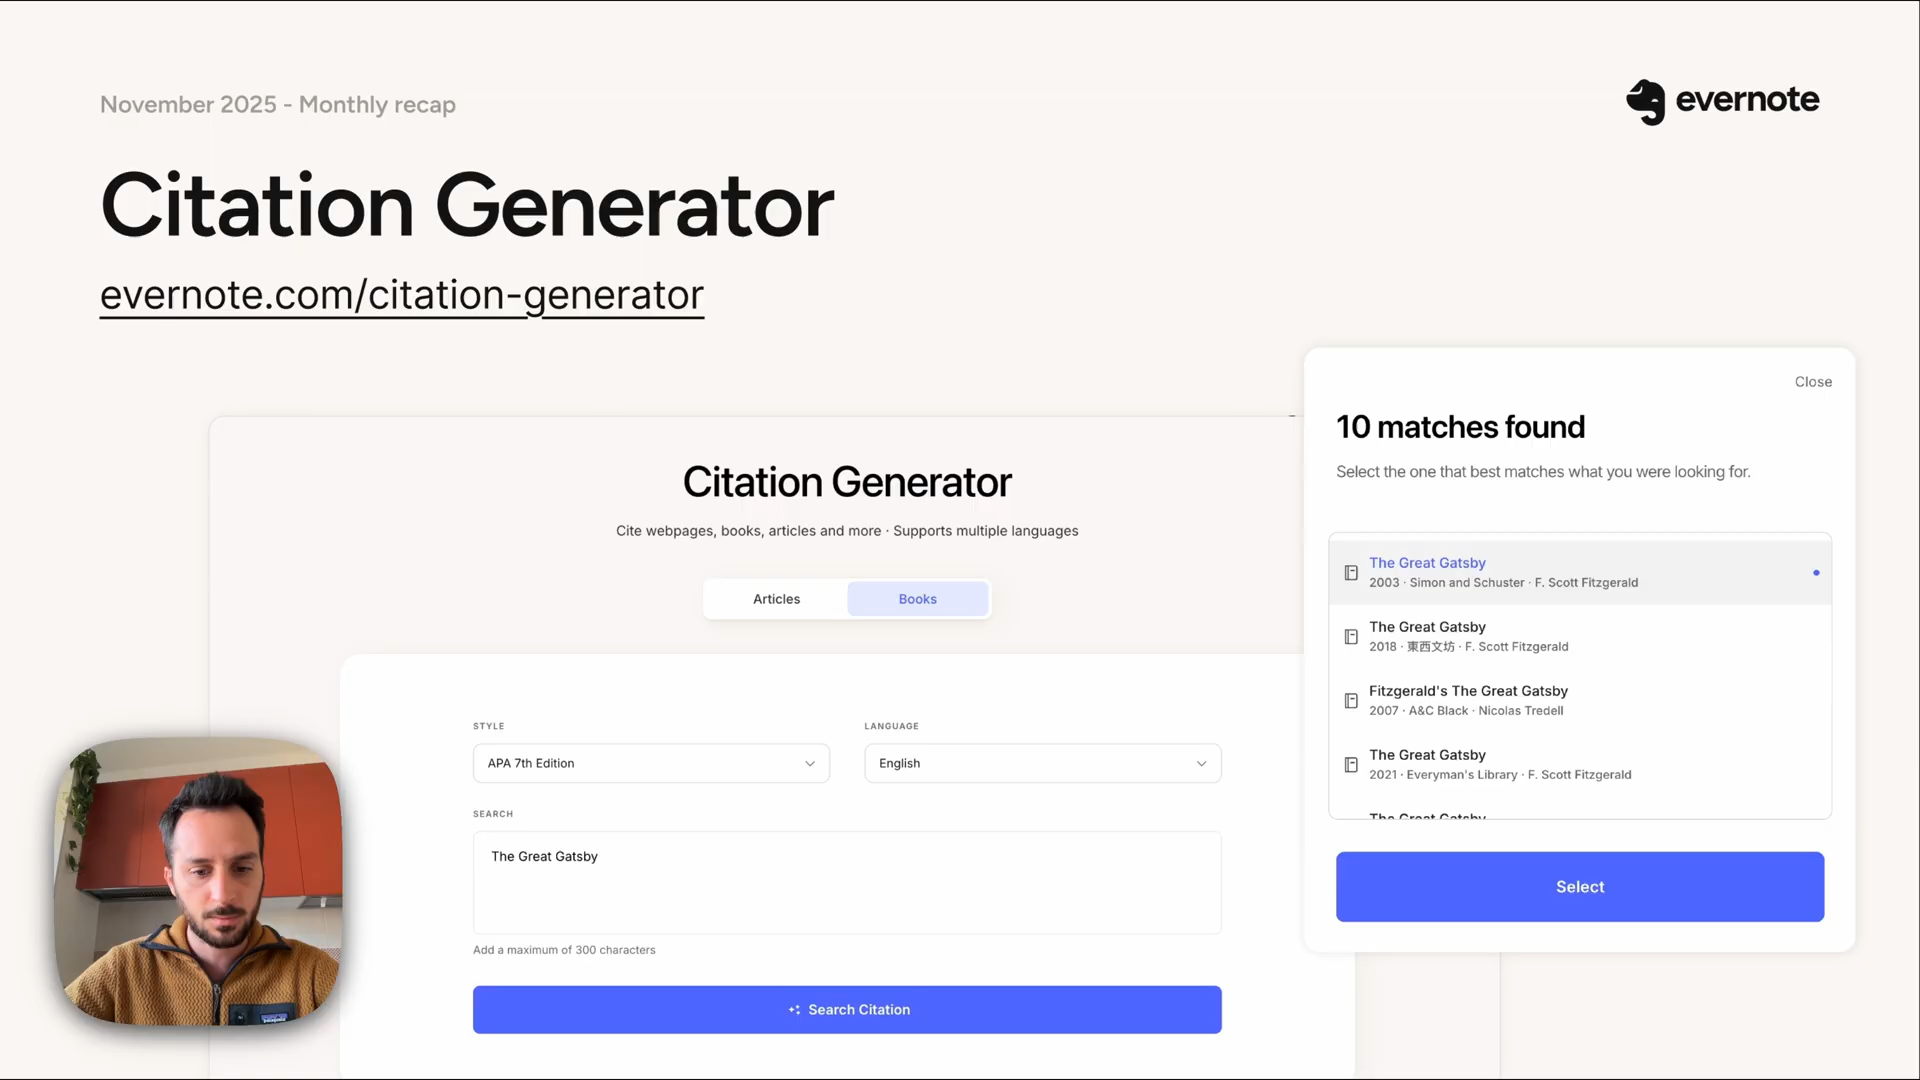 November 2025 - Monthly recap
evernote
Citation Generator
evernote.com/citation-generator
Citation Generator
Cite webpages, books, articles and more · Supports multiple languages
Articles
Books
STYLE
LANGUAGE
APA 7th Edition
English
SEARCH
The Great Gatsby
Add a maximum of 300 characters
Search Citation
Close
10 matches found
Select the one that best matches what you were looking for.
The Great Gatsby
2003 · Simon and Schuster · F. Scott Fitzgerald
The Great Gatsby
2018 · 東西文坊 · F. Scott Fitzgerald
Fitzgerald's The Great Gatsby
2007 · A&C Black · Nicolas Tredell
The Great Gatsby
2021 · Everyman's Library · F. Scott Fitzgerald
The Great Gatsby
Select
patagonia